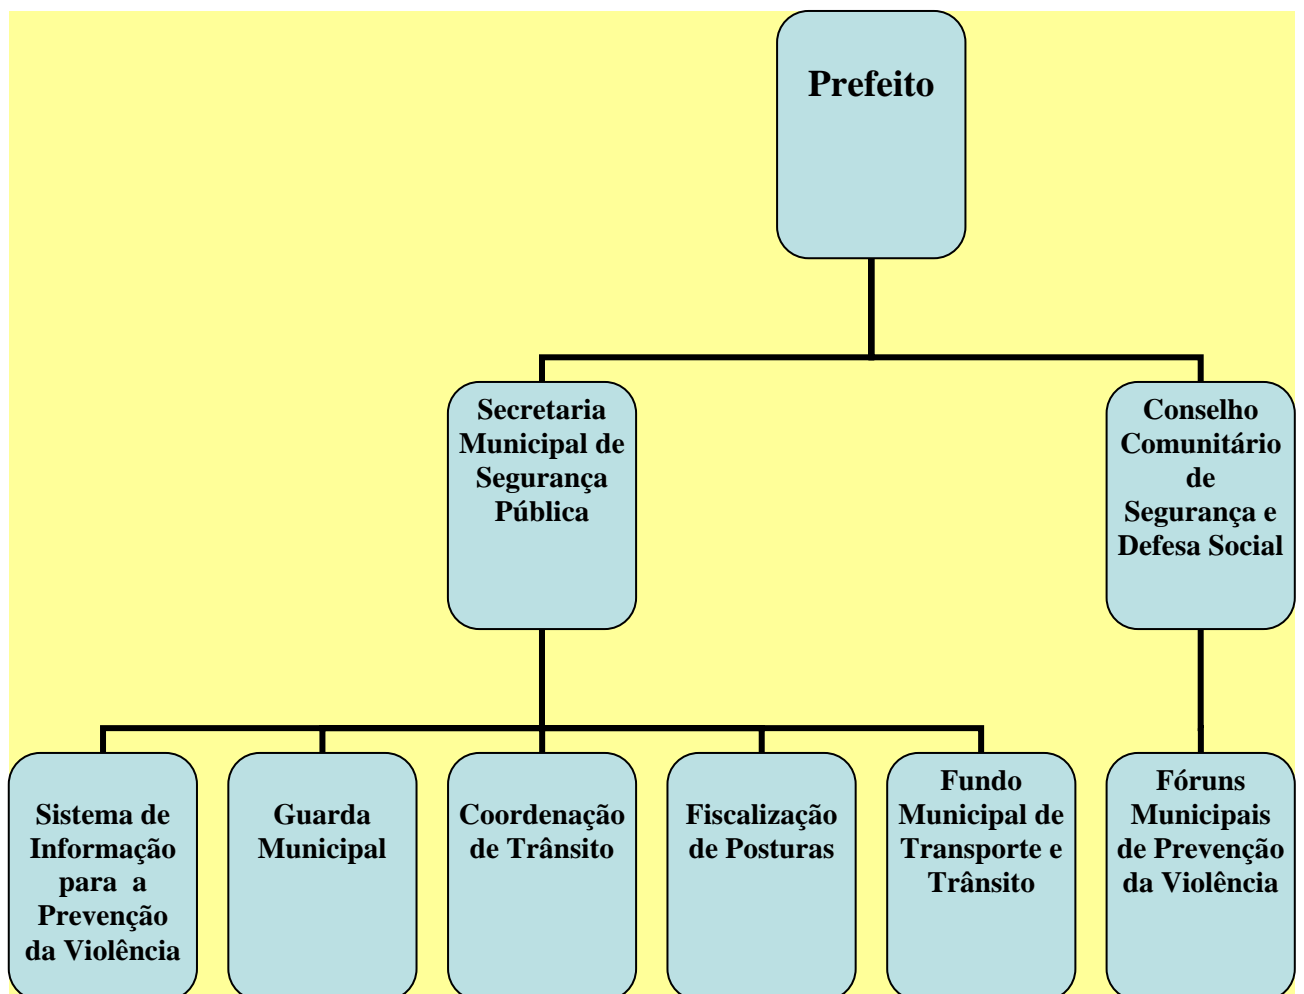 Prefeito
Secretaria
Municipal de
Segurança
Pública
Conselho
Comunitário
de
Segurança e
Defesa Social
Sistema de
Informação
para a
Prevenção
da Violência
Guarda
Municipal
Coordenação
de Trânsito
Fiscalização
de Posturas
Fundo
Municipal de
Transporte e
Trânsito
Fóruns
Municipais
de Prevenção
da Violência